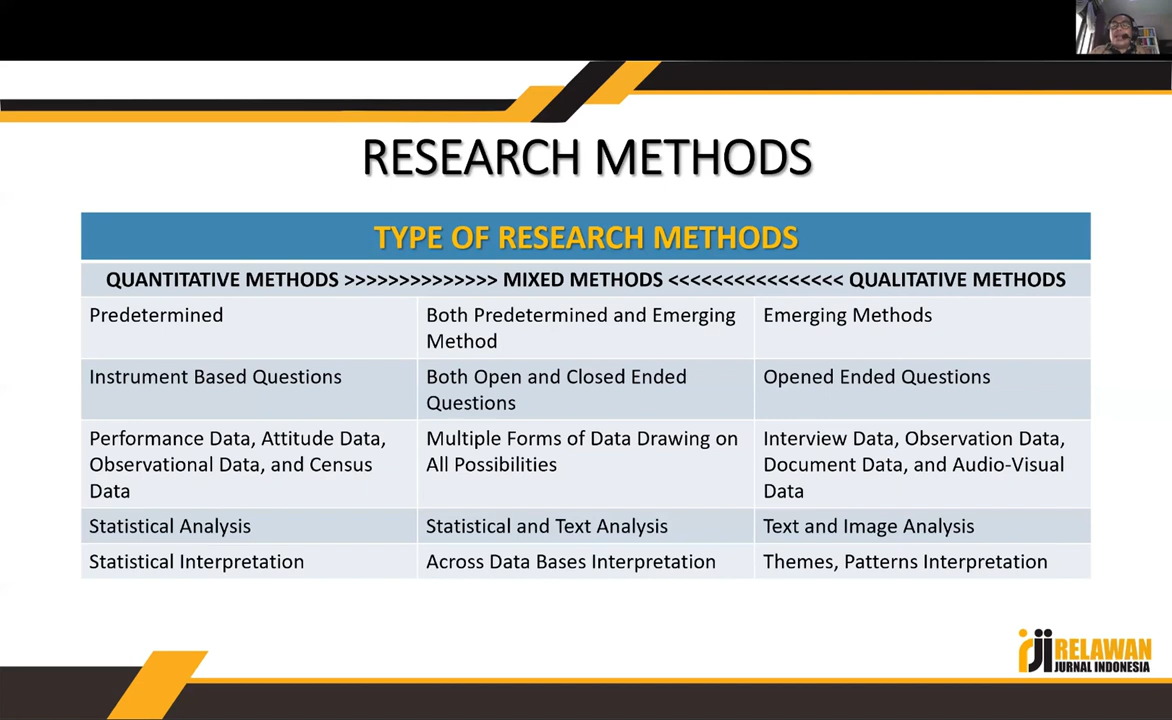 RESEARCH METHODS
TYPE OF RESEARCH METHODS
QUANTITATIVE METHODS >>>>>>>>>>>>>> MIXED METHODS <<<<<<<<<<<<<<<< QUALITATIVE METHODS
Predetermined
Both Predetermined and Emerging
Method
Emerging Methods
Instrument Based Questions
Both Open and Closed Ended
Questions
Opened Ended Questions
Performance Data, Attitude Data,
Observational Data, and Census
Data
Multiple Forms of Data Drawing on
All Possibilities
Interview Data, Observation Data,
Document Data, and Audio-Visual
Data
Statistical Analysis
Statistical and Text Analysis
Text and Image Analysis
Statistical Interpretation
Across Data Bases Interpretation
Themes, Patterns Interpretation
rji RELAWAN
JURNAL INDONESIA